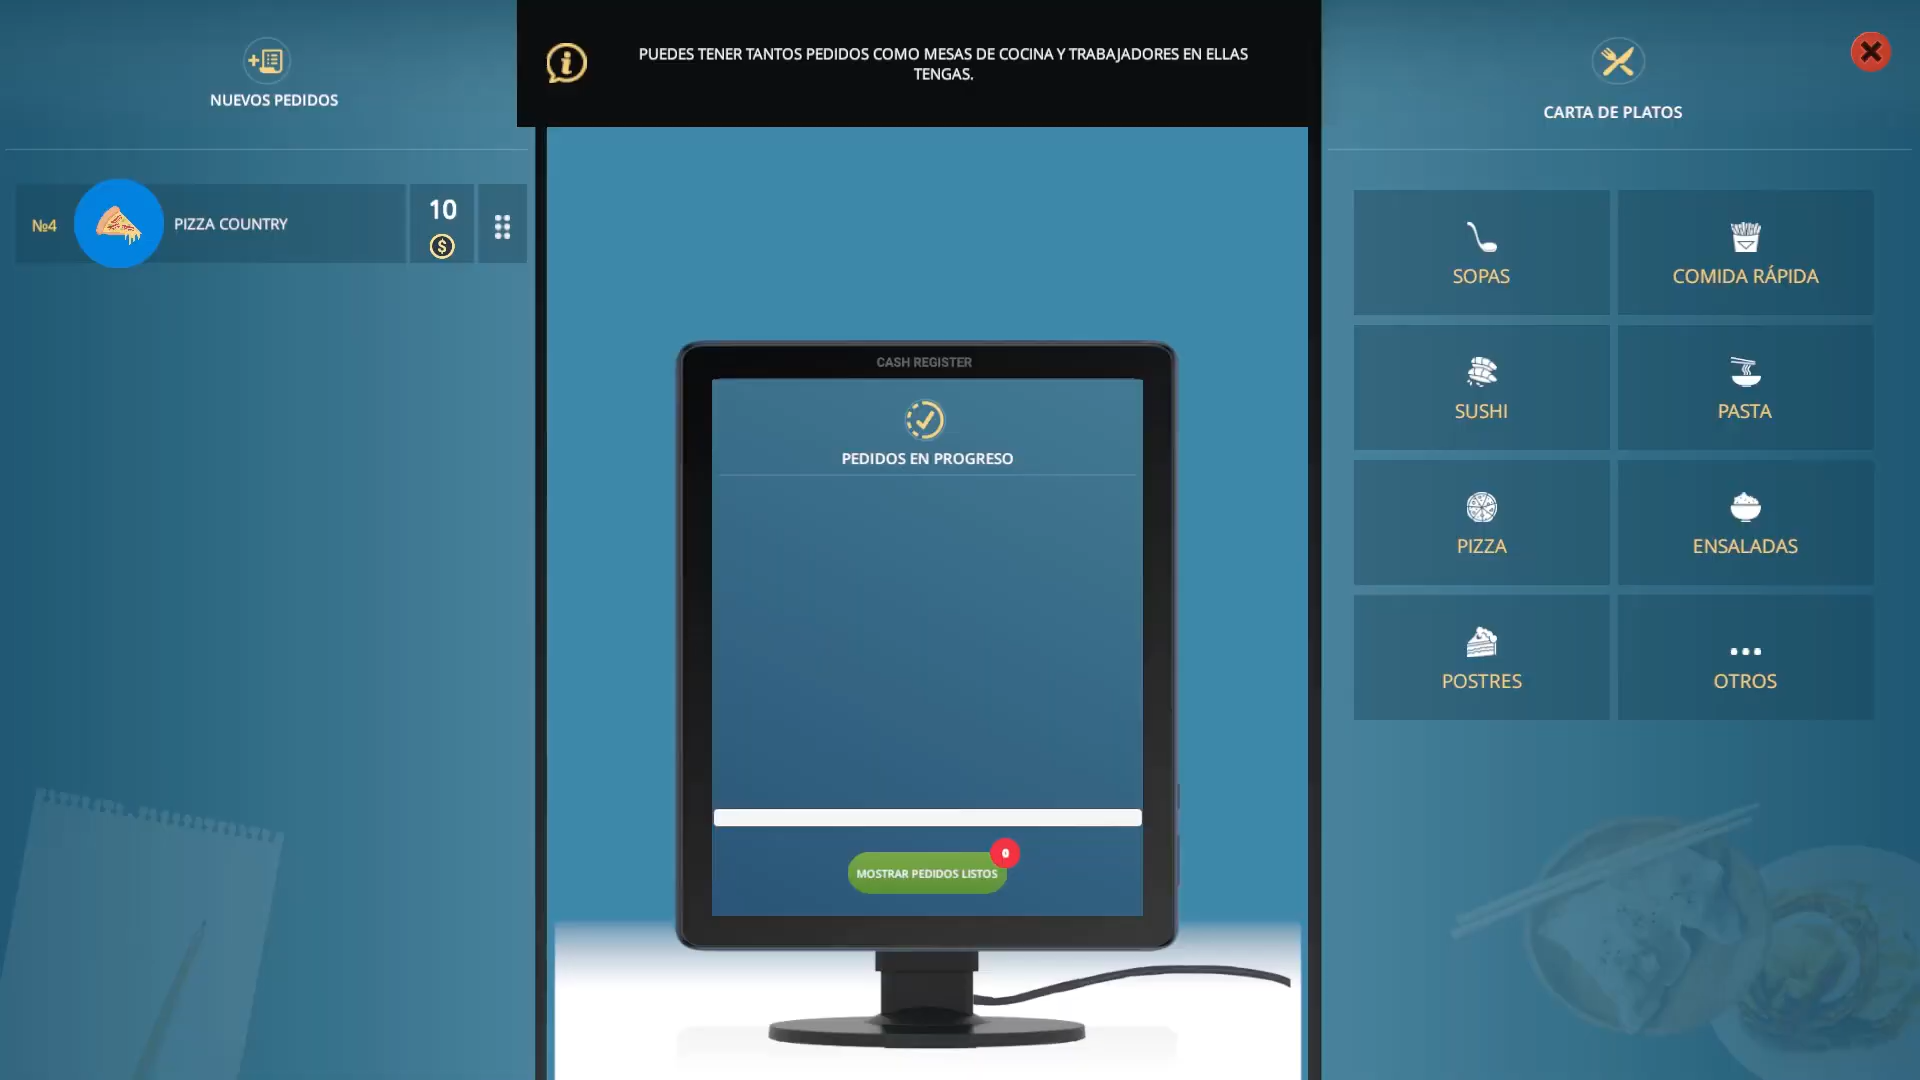 NUEVOS PEDIDOS
№4
PIZZA COUNTRY
10
PUEDES TENER TANTOS PEDIDOS COMO MESAS DE COCINA Y TRABAJADORES EN ELLAS
TENGAS.
CASH REGISTER
PEDIDOS EN PROGRESO
0
MOSTRAR PEDIDOS LISTOS
CARTA DE PLATOS
SOPAS
COMIDA RÁPIDA
SUSHI
PASTA
PIZZA
ENSALADAS
POSTRES
OTROS